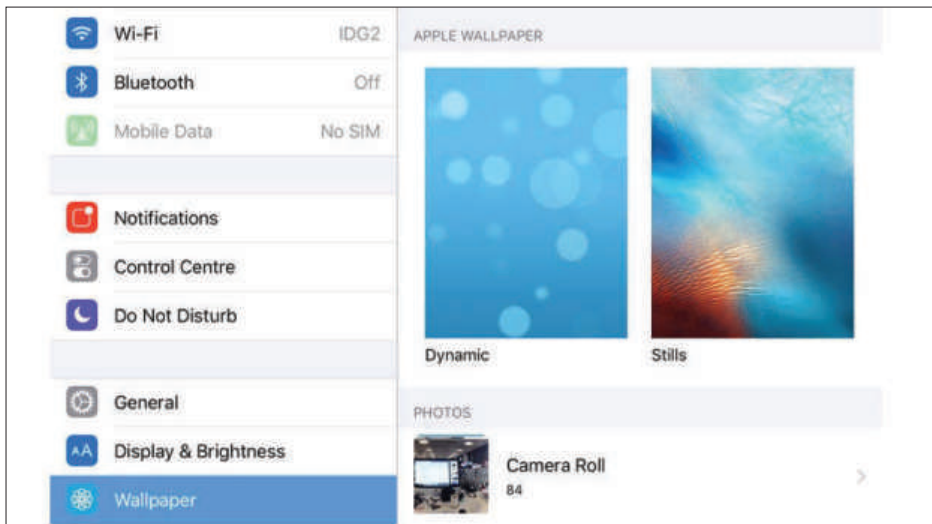 Wi-Fi IDG2
Bluetooth Off
Mobile Data No SIM
Notifications
Control Centre
Do Not Disturb
General
AA Display & Brightness
Wallpaper
APPLE WALLPAPER
Dynamic Stills
PHOTOS
Camera Roll
84